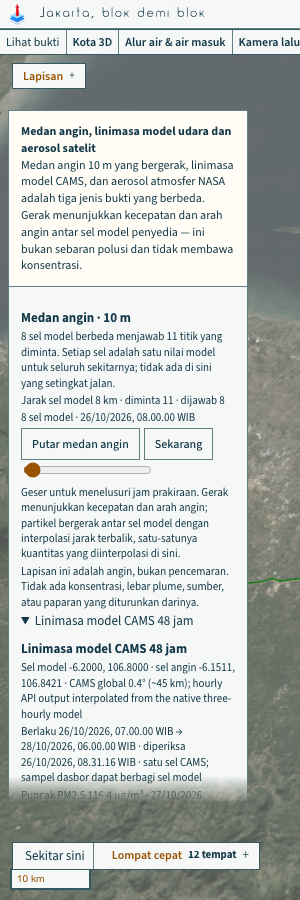 Jakarta, blok demi blok
Lihat bukti Kota 3D Alur air & air masuk Kamera lalu
Lapisan +
Medan angin, linimasa model udara dan
aerosol satelit
Medan angin 10 m yang bergerak, linimasa
model CAMS, dan aerosol atmosfer NASA
adalah tiga jenis bukti yang berbeda.
Gerak menunjukkan kecepatan dan arah
angin antar sel model penyedia — ini
bukan sebaran polusi dan tidak membawa
konsentrasi.
Medan angin · 10 m
8 sel model berbeda menjawab 11 titik yang
diminta. Setiap sel adalah satu nilai model
untuk seluruh sekitarnya; tidak ada di sini
yang setingkat jalan.
Jarak sel model 8 km · diminta 11 · dijawab 8
8 sel model · 26/10/2026, 08.00.00 WIB
Putar medan angin Sekarang
Geser untuk menelusuri jam prakiraan. Gerak
menunjukkan kecepatan dan arah angin;
partikel bergerak antar sel model dengan
interpolasi jarak terbalik, satu-satunya
kuantitas yang diinterpolasi di sini.
Lapisan ini adalah angin, bukan pencemaran.
Tidak ada konsentrasi, lebar plume, sumber,
atau paparan yang diturunkan darinya.
▼ Linimasa model CAMS 48 jam
Linimasa model CAMS 48 jam
Sel model -6.2000, 106.8000 · sel angin -6.1511,
106.8421 · CAMS global 0.4° (~45 km); hourly
API output interpolated from the native three-
hourly model
Berlaku 26/10/2026, 07.00.00 WIB →
28/10/2026, 06.00.00 WIB · diperiksa
26/10/2026, 08.31.16 WIB · satu sel CAMS;
sampel dasbor dapat berbagi sel model
Puncak PM2.5 116.4 ug/m³ · 27/10/2026
Sekitar sini Lompat cepat 12 tempat +
10 km